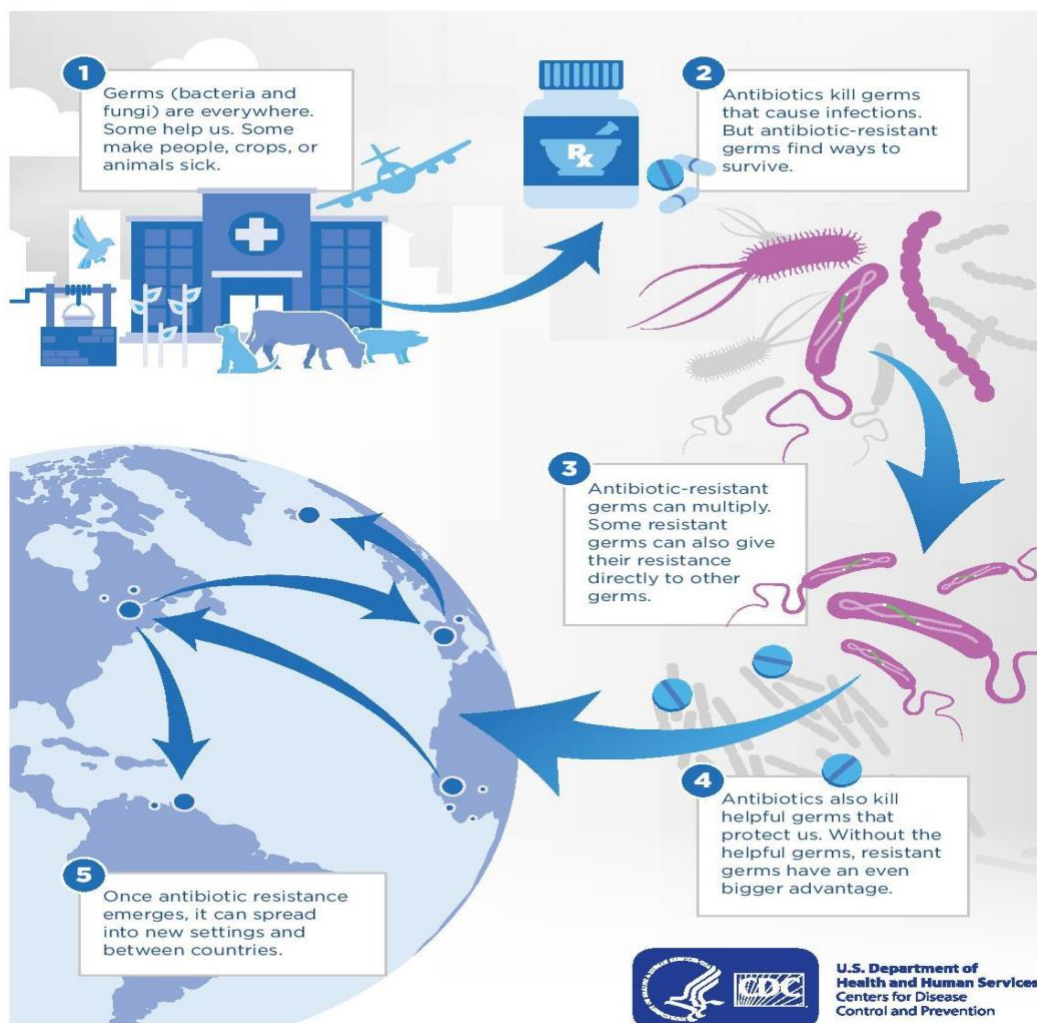 1
Germs (bacteria and
fungi) are everywhere.
Some help us. Some
make people, crops, or
animals sick.
Rx
2
Antibiotics kill germs
that cause infections.
But antibiotic-resistant
germs find ways to
survive.
3
Antibiotic-resistant
germs can multiply.
Some resistant
germs can also give
their resistance
directly to other
germs.
4
Antibiotics also kill
helpful germs that
protect us. Without the
helpful germs, resistant
germs have an even
bigger advantage.
5
Once antibiotic resistance
emerges, it can spread
into new settings and
between countries.
CDC
U.S. Department of
Health and Human Services
Centers for Disease
Control and Prevention